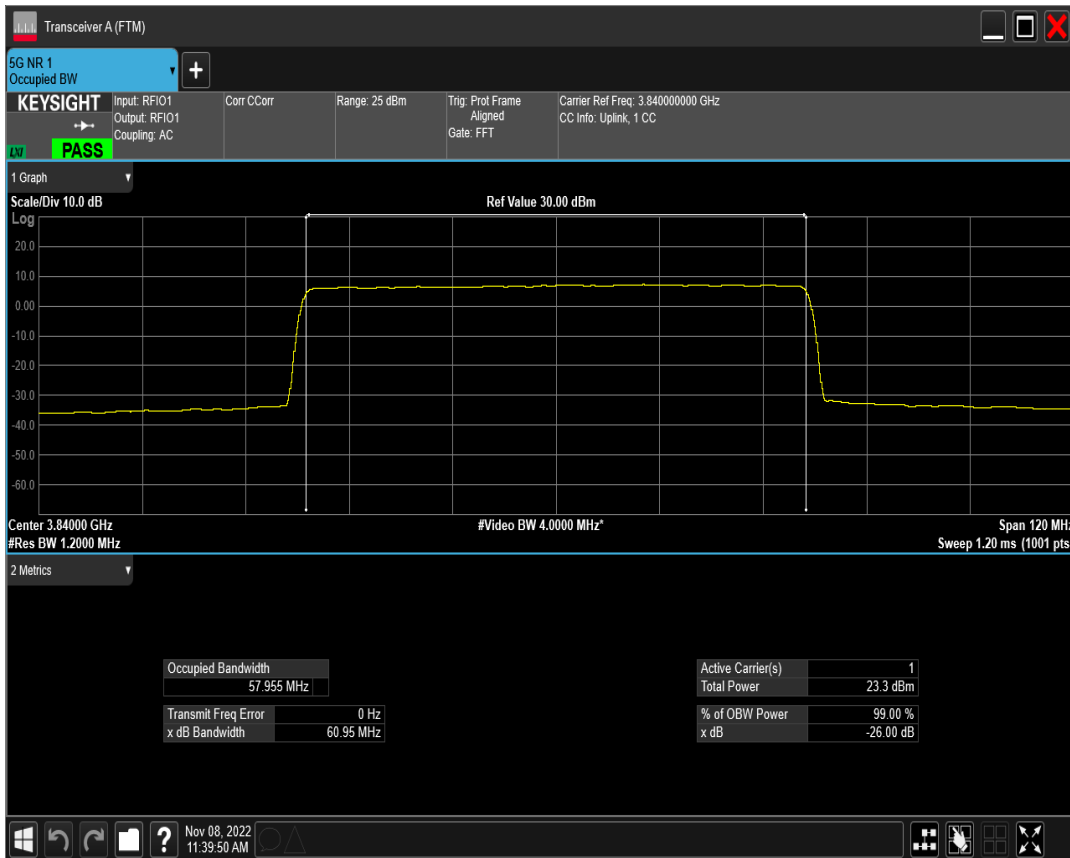 Transceiver A (FTM)
5G NR 1
Occupied BW
+
KEYSIGHT
LXI
PASS
Input: RFIO1
Output: RFIO1
Coupling: AC
Corr CCorr
Range: 25 dBm
Trig: Prot Frame
Aligned
Gate: FFT
Carrier Ref Freq: 3.840000000 GHz
CC Info: Uplink, 1 CC
1 Graph
Scale/Div 10.0 dB
Ref Value 30.00 dBm
Log
20.0
10.0
0.00
-10.0
-20.0
-30.0
-40.0
-50.0
-60.0
Center 3.84000 GHz
#Video BW 4.0000 MHz*
Span 120 MHz
#Res BW 1.2000 MHz
Sweep 1.20 ms (1001 pts
2 Metrics
Occupied Bandwidth
57.955 MHz
Transmit Freq Error 0 Hz
x dB Bandwidth 60.95 MHz
Active Carrier(s) 1
Total Power 23.3 dBm
% of OBW Power 99.00 %
x dB -26.00 dB
?
Nov 08, 2022
11:39:50 AM